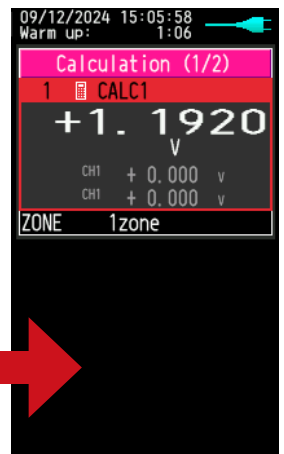 09/12/2024 15:05:58
Warm up: 1:06
Calculation (1/2)
1 CALC1
+1. 1920
V
CH1 + 0.000 V
CH1 + 0.000 V
ZONE 1zone